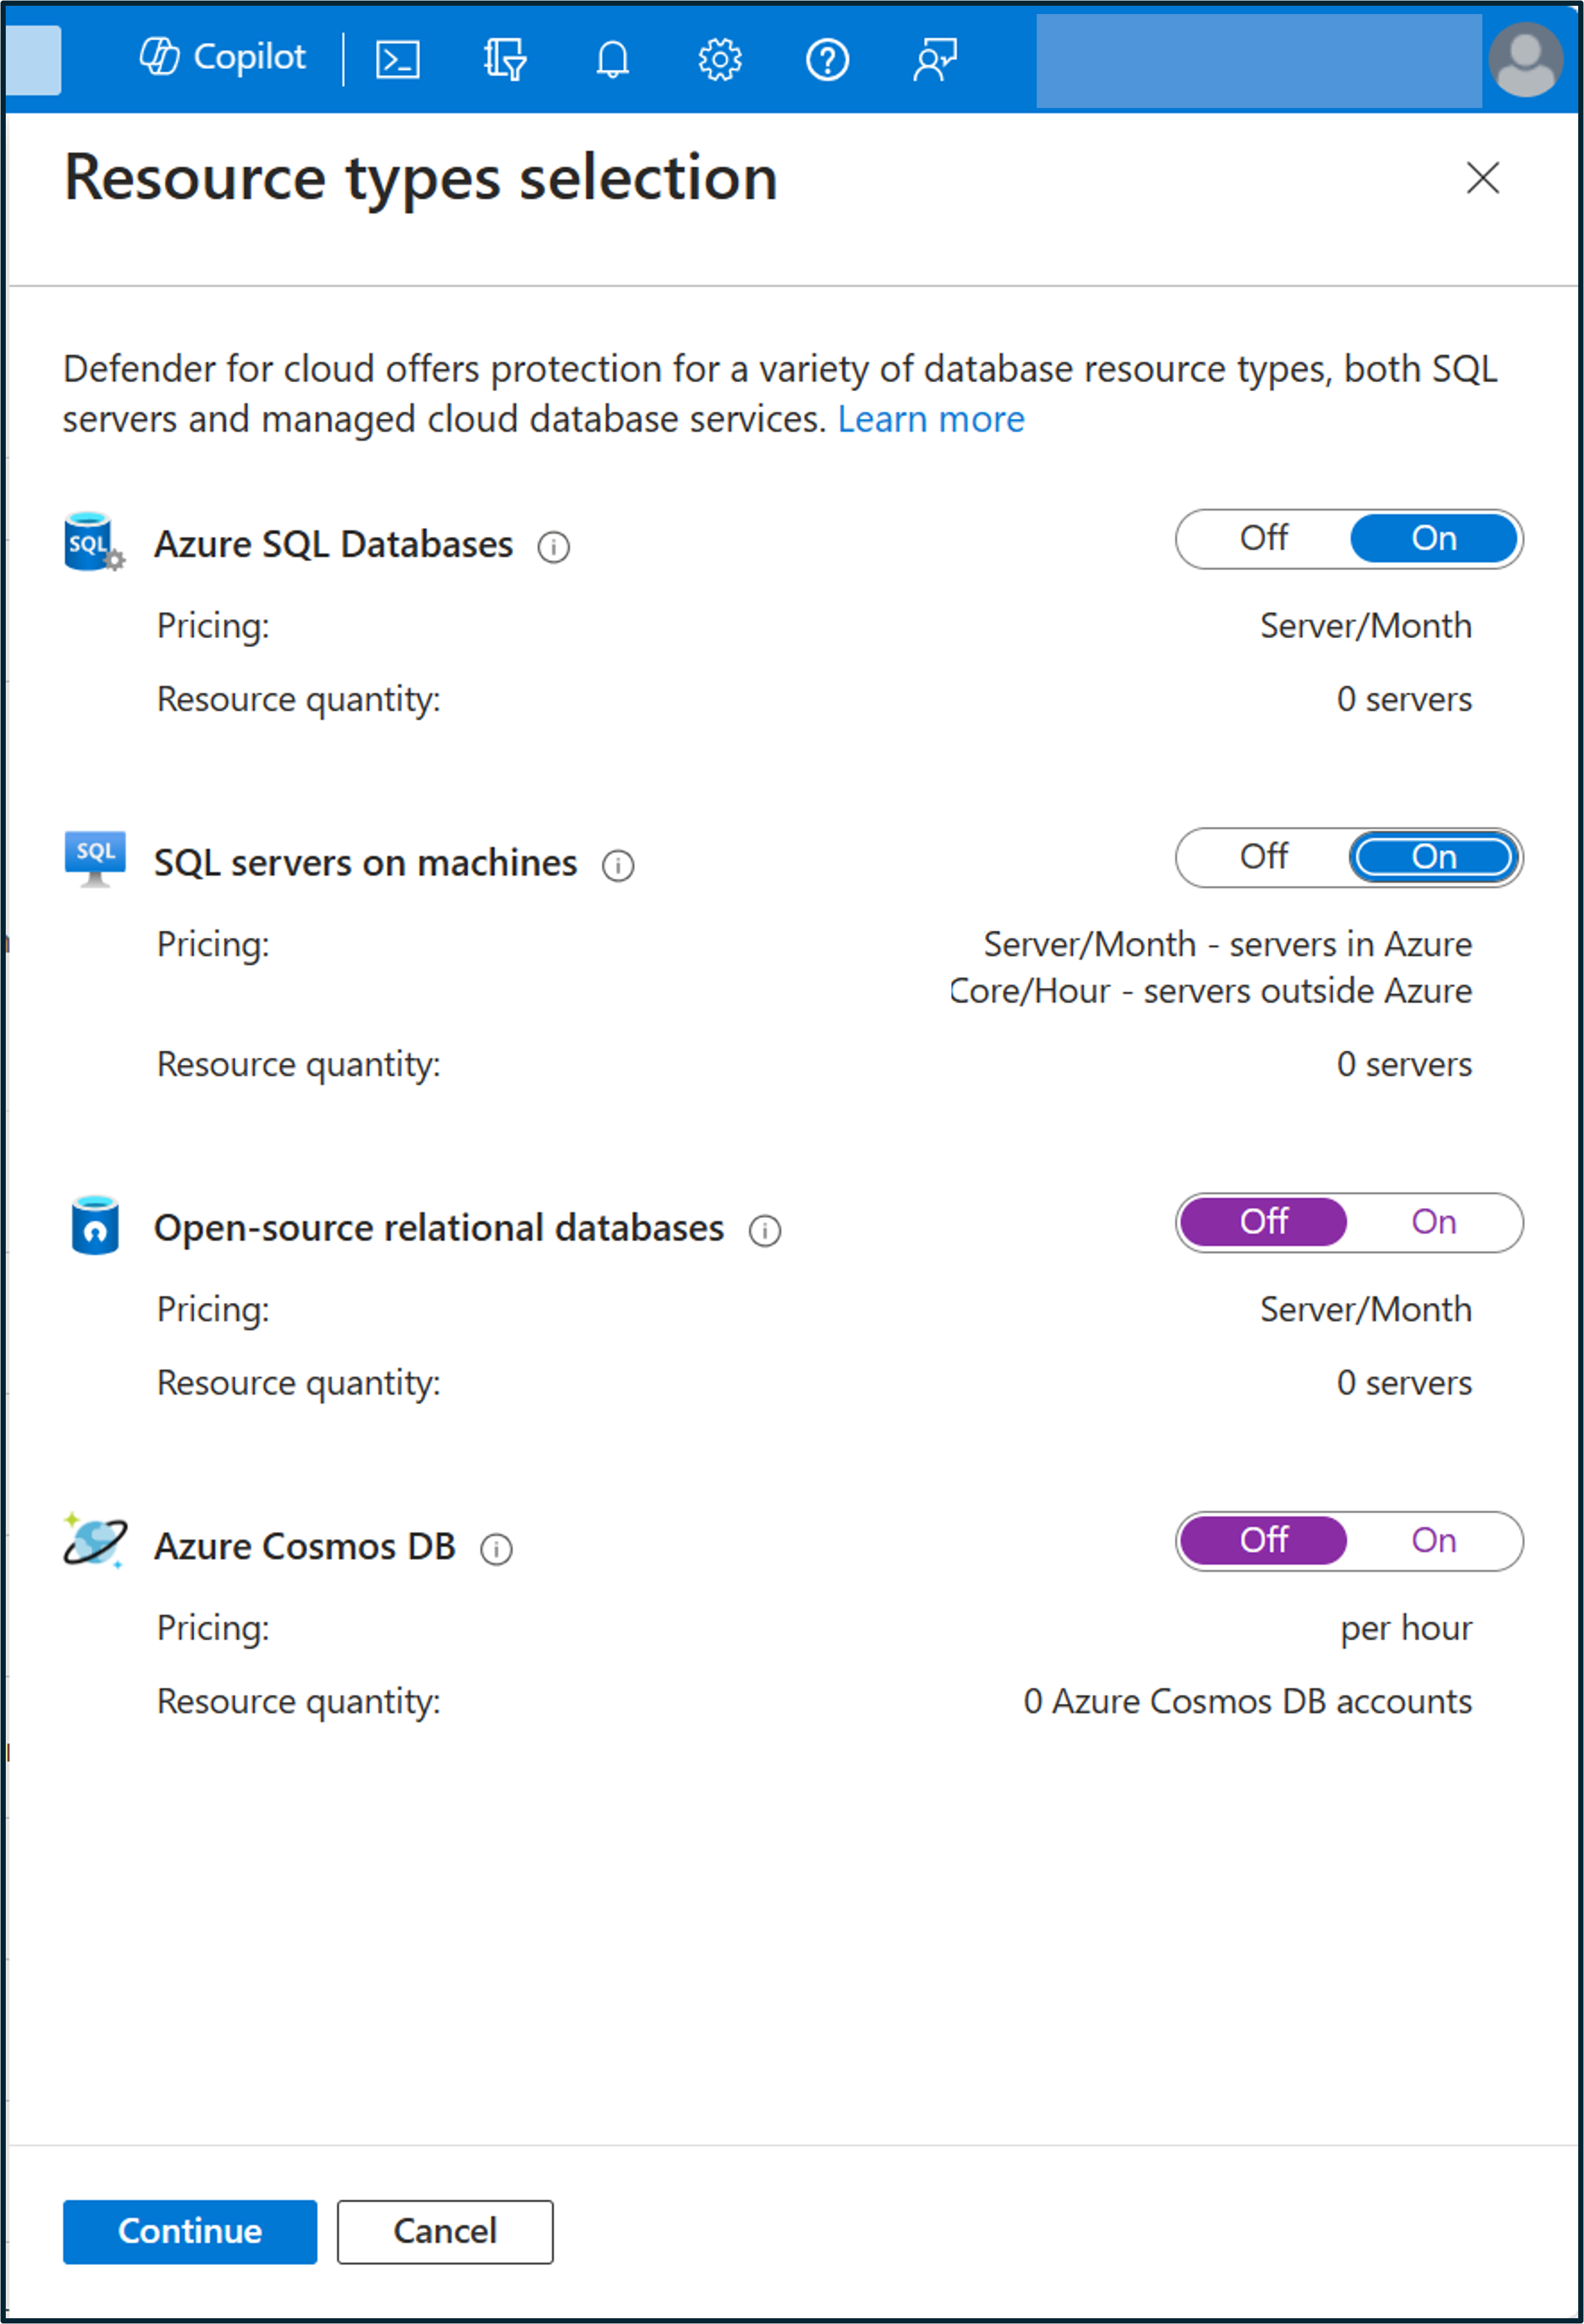 Copilot
Resource types selection
Defender for cloud offers protection for a variety of database resource types, both SQL
servers and managed cloud database services. Learn more
SQL
Azure SQL Databases
Off On
Pricing: Server/Month
Resource quantity: 0 servers
SQL
SQL servers on machines
Off On
Pricing: Server/Month - servers in Azure
Core/Hour - servers outside Azure
Resource quantity: 0 servers
Open-source relational databases
Off On
Pricing: Server/Month
Resource quantity: 0 servers
Azure Cosmos DB
Off On
Pricing: per hour
Resource quantity: 0 Azure Cosmos DB accounts
Continue Cancel